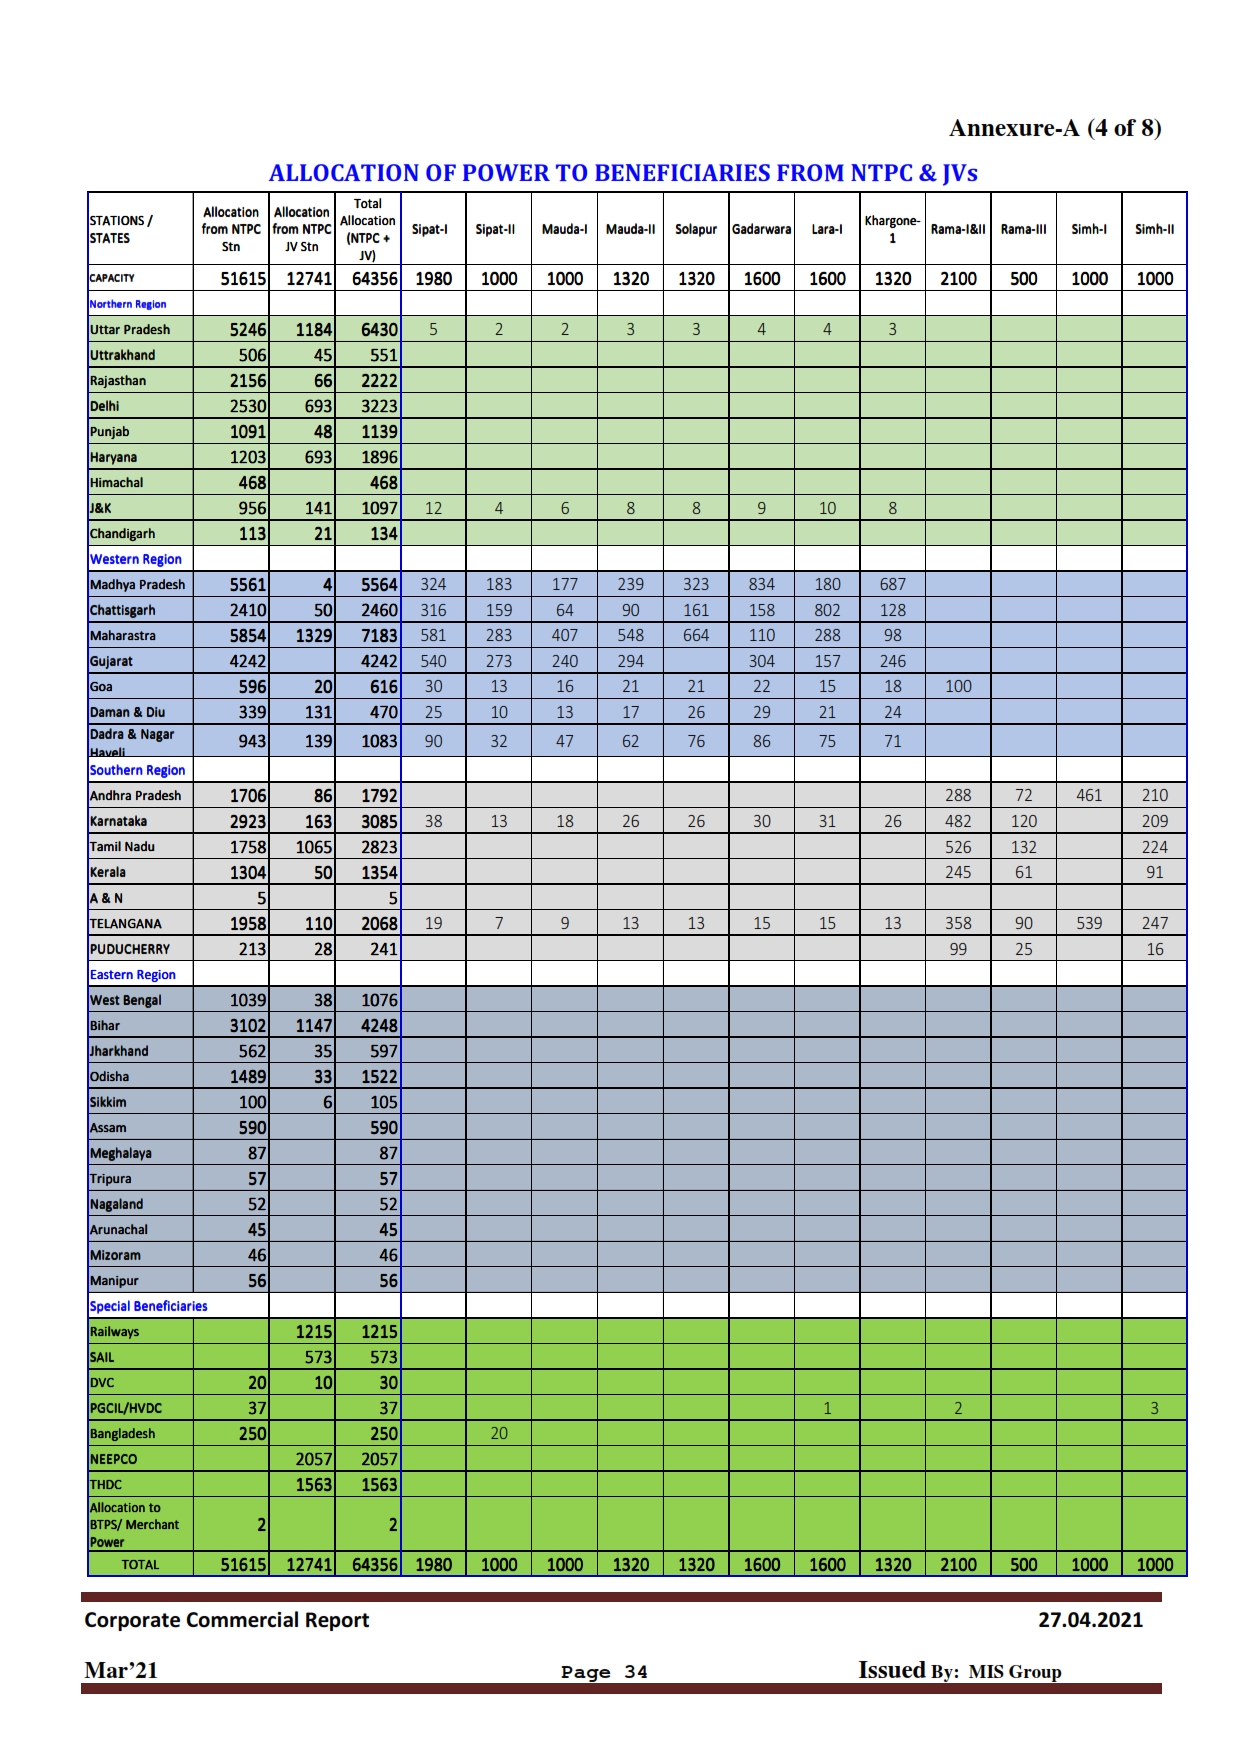 Annexure-A (4 of 8)
ALLOCATION OF POWER TO BENEFICIARIES FROM NTPC & JVs
STATIONS / STATES Allocation from NTPC Stn Allocation from NTPC JV Stn Total Allocation (NTPC + JV) Sipat-I Sipat-II Mauda-I Mauda-II Solapur Gadarwara Lara-I Khargone-1 Rama-I&II Rama-III Simh-I Simh-II
CAPACITY 51615 12741 64356 1980 1000 1000 1320 1320 1600 1600 1320 2100 500 1000 1000
Northern Region
Uttar Pradesh 5246 1184 6430 5 2 2 3 3 4 4 3
Uttrakhand 506 45 551
Rajasthan 2156 66 2222
Delhi 2530 693 3223
Punjab 1091 48 1139
Haryana 1203 693 1896
Himachal 468 468
J&K 956 141 1097 12 4 6 8 8 9 10 8
Chandigarh 113 21 134
Western Region
Madhya Pradesh 5561 4 5564 324 183 177 239 323 834 180 687
Chattisgarh 2410 50 2460 316 159 64 90 161 158 802 128
Maharastra 5854 1329 7183 581 283 407 548 664 110 288 98
Gujarat 4242 4242 540 273 240 294 304 157 246
Goa 596 20 616 30 13 16 21 21 22 15 18 100
Daman & Diu 339 131 470 25 10 13 17 26 29 21 24
Dadra & Nagar Haveli 943 139 1083 90 32 47 62 76 86 75 71
Southern Region
Andhra Pradesh 1706 86 1792 288 72 461 210
Karnataka 2923 163 3085 38 13 18 26 26 30 31 26 482 120 209
Tamil Nadu 1758 1065 2823 526 132 224
Kerala 1304 50 1354 245 61 91
A & N 5 5
TELANGANA 1958 110 2068 19 7 9 13 13 15 15 13 358 90 539 247
PUDUCHERRY 213 28 241 99 25 16
Eastern Region
West Bengal 1039 38 1076
Bihar 3102 1147 4248
Jharkhand 562 35 597
Odisha 1489 33 1522
Sikkim 100 6 105
Assam 590 590
Meghalaya 87 87
Tripura 57 57
Nagaland 52 52
Arunachal 45 45
Mizoram 46 46
Manipur 56 56
Special Beneficiaries
Railways 1215 1215
SAIL 573 573
DVC 20 10 30
PGCIL/HVDC 37 37 1 2 3
Bangladesh 250 250 20
NEEPCO 2057 2057
THDC 1563 1563
Allocation to BTPS/ Merchant Power 2 2
TOTAL 51615 12741 64356 1980 1000 1000 1320 1320 1600 1600 1320 2100 500 1000 1000
Corporate Commercial Report 27.04.2021
Mar’21 Page 34 Issued By: MIS Group